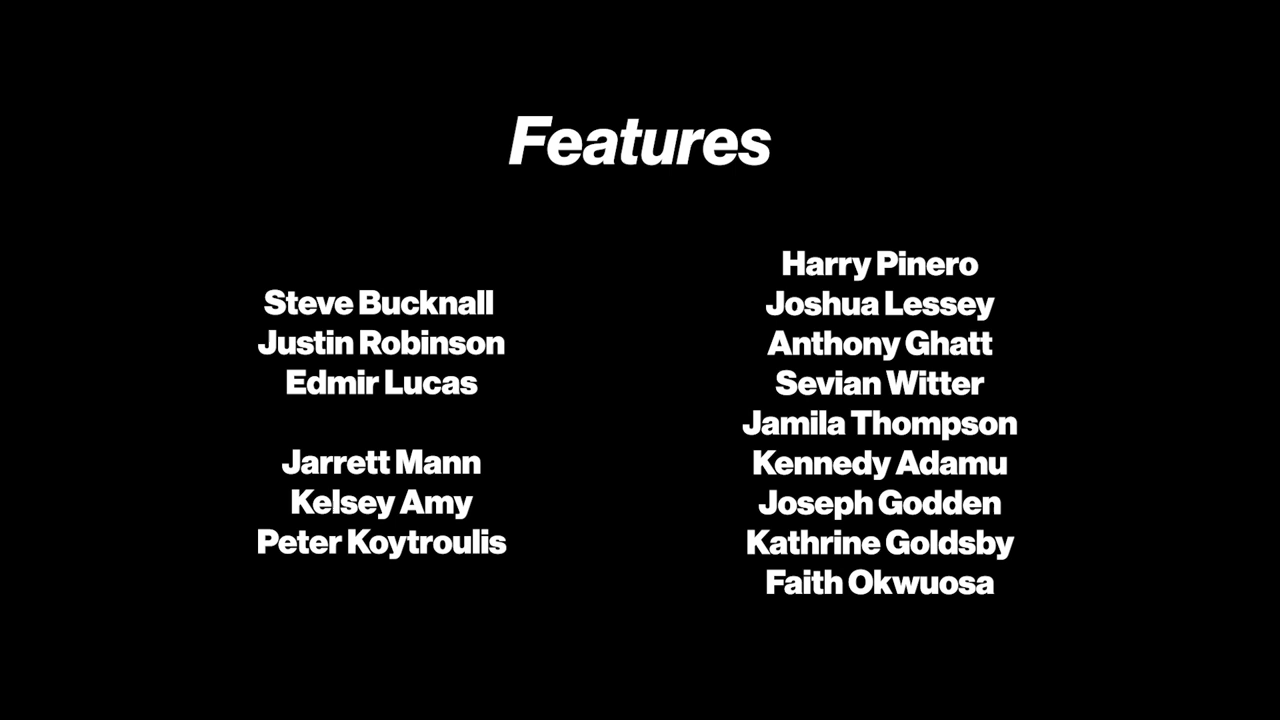 Features
Steve Bucknall
Justin Robinson
Edmir Lucas
Jarrett Mann
Kelsey Amy
Peter Koytroulis
Harry Pinero
Joshua Lessey
Anthony Ghatt
Sevian Witter
Jamila Thompson
Kennedy Adamu
Joseph Godden
Kathrine Goldsby
Faith Okwuosa